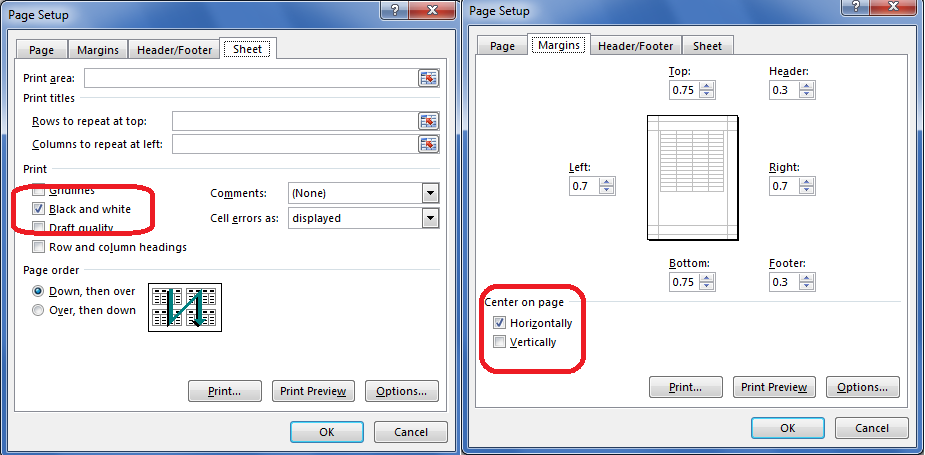 Page Setup
?
X
Page Margins Header/Footer Sheet
Print area:
Print titles
Rows to repeat at top:
Columns to repeat at left:
Print
Gridlines
Black and white
Draft quality
Row and column headings
Comments: (None)
Cell errors as: displayed
Page order
Down, then over
Over, then down
Print... Print Preview Options...
OK Cancel
Page Setup
?
X
Page Margins Header/Footer Sheet
Top: Header:
0.75 0.3
Left: Right:
0.7 0.7
Bottom: Footer:
0.75 0.3
Center on page
Horizontally
Vertically
Print... Print Preview Options...
OK Cancel